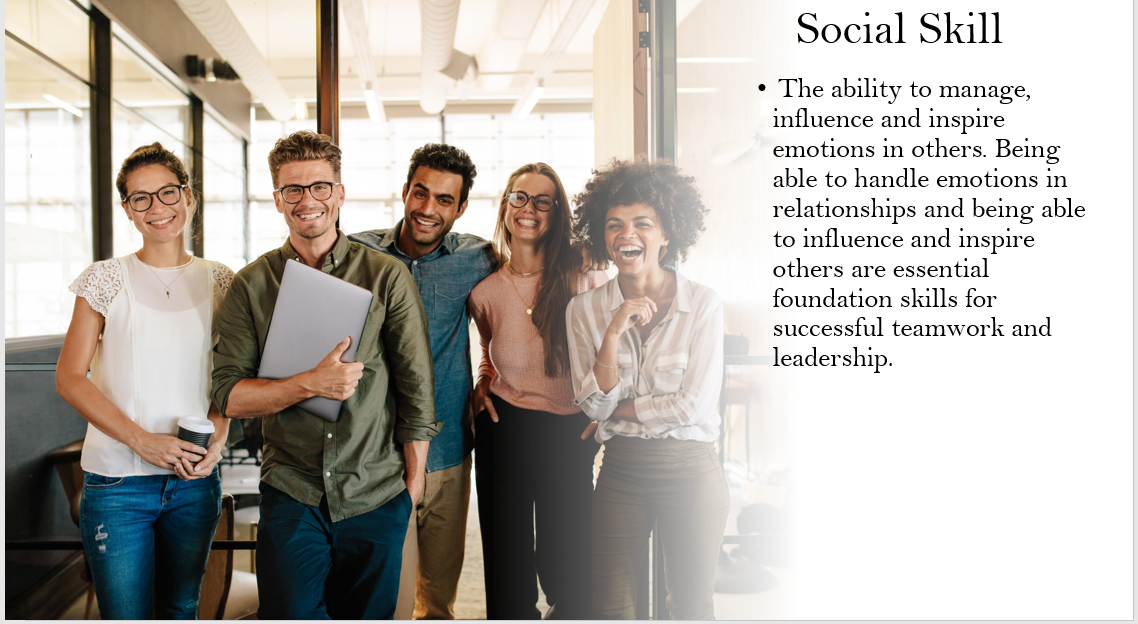 Social Skill
• The ability to manage,
influence and inspire
emotions in others. Being
able to handle emotions in
relationships and being able
to influence and inspire
others are essential
foundation skills for
successful teamwork and
leadership.